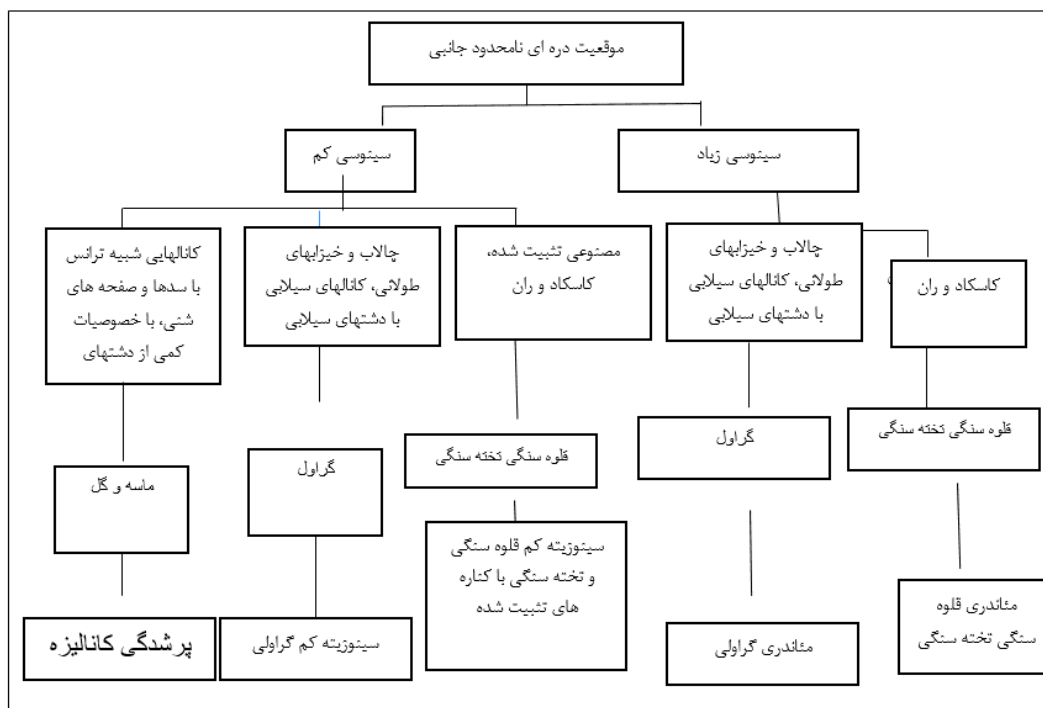 موقعیت دره ای نامحدود جانبی
سینوسی زیاد
سینوسی کم
کاسکاد و ران
چالاب و خیزابهای
طولانی، کانالهای سیلابی
با دشتهای سیلابی
مصنوعی تثبیت شده،
کاسکاد و ران
چالاب و خیزابهای
طولانی، کانالهای سیلابی
با دشتهای سیلابی
کانالهایی شبیه ترانس
با سدها و صفحه های
شنی، با خصوصیات
کمی از دشتهای
قلوه سنگی تخته سنگی
گراول
قلوه سنگی تخته سنگی
گراول
ماسه و گل
مئاندری قلوه
سنگی تخته سنگی
مئاندری گراولی
سینوزیته کم قلوه سنگی
و تخته سنگی با کناره
های تثبیت شده
سینوزیته کم گراولی
پرشدگی کانالیزه